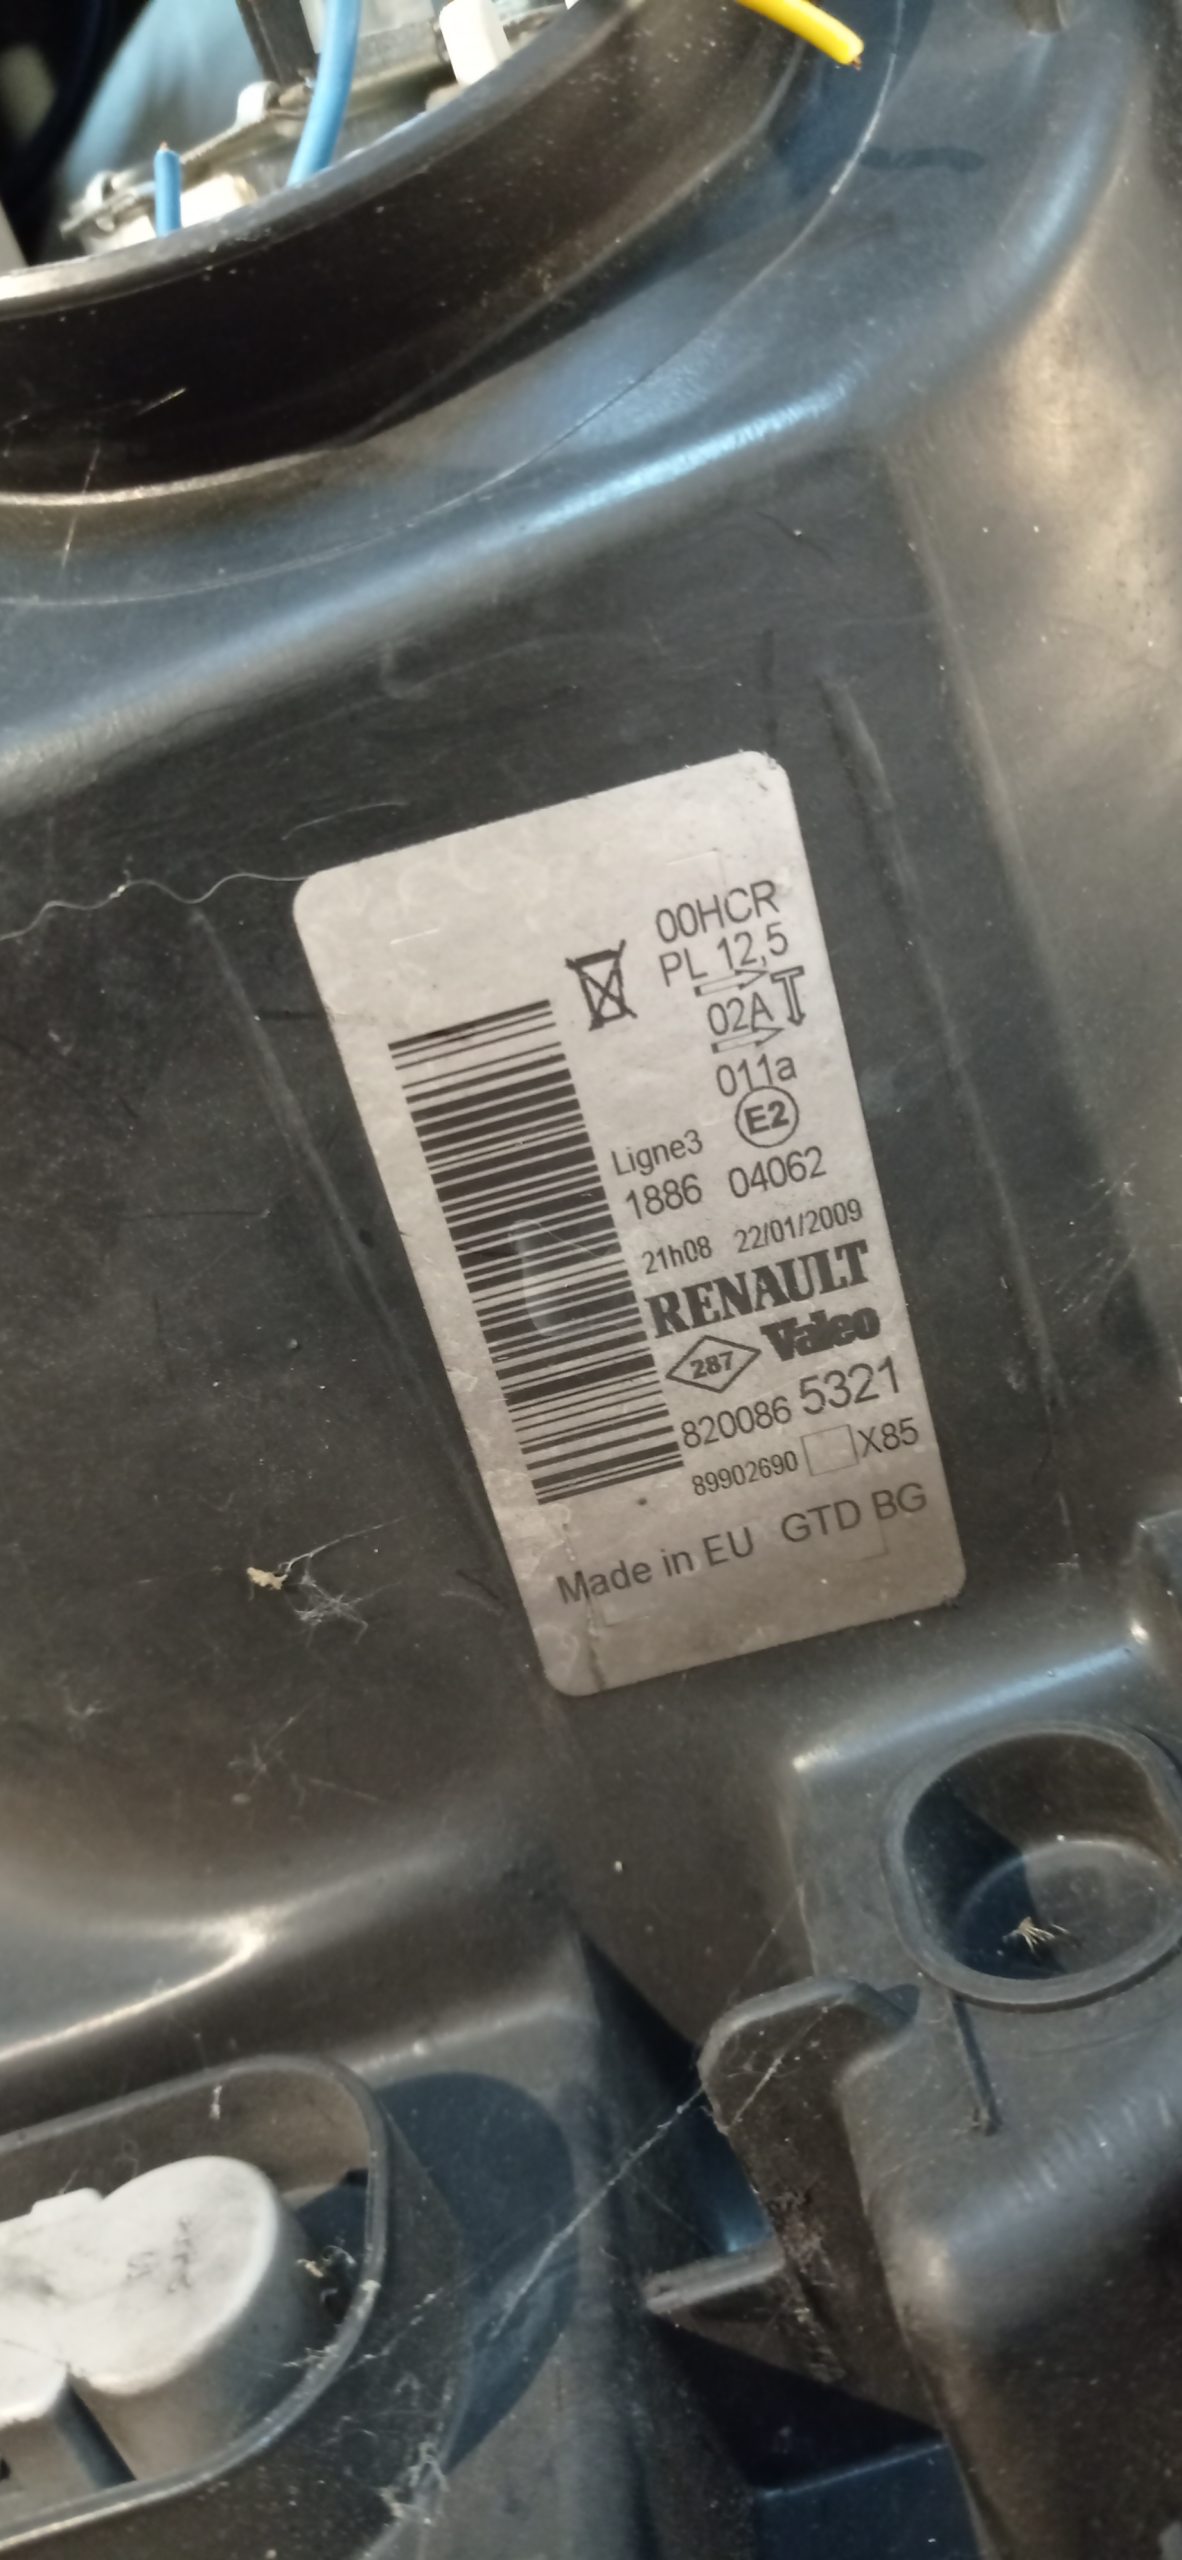 00HCR
PL 12,5
02A
011a
E2
Ligne3
1886 04062
21h08 22/01/2009
RENAULT
287 Valeo
820086 5321
89902690 X85
Made in EU GTD BG